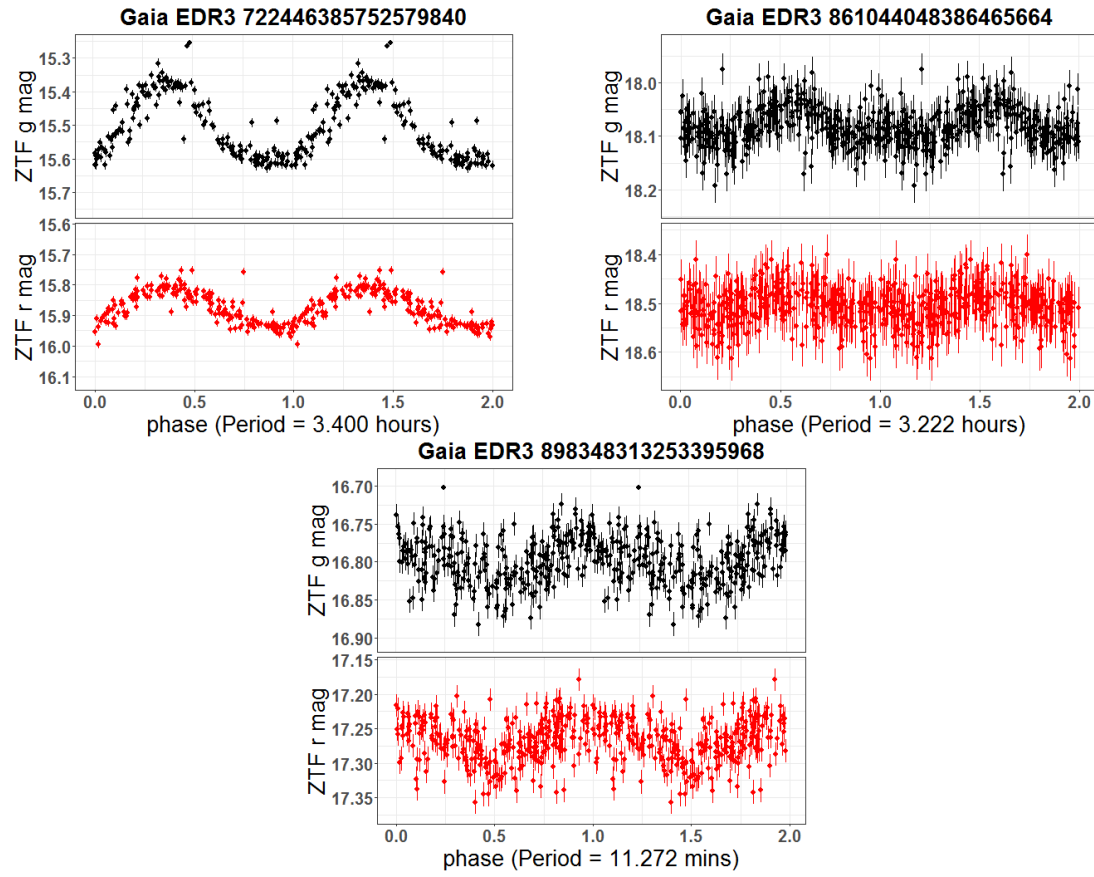 Gaia EDR3 722446385752579840
ZTF g mag
15.3
15.4
15.5
15.6
15.7
ZTF r mag
15.6
15.7
15.8
15.9
16.0
16.1
0.0 0.5 1.0 1.5 2.0
phase (Period = 3.400 hours)
Gaia EDR3 861044048386465664
ZTF g mag
18.0
18.1
18.2
ZTF r mag
18.4
18.5
18.6
0.0 0.5 1.0 1.5 2.0
phase (Period = 3.222 hours)
Gaia EDR3 898348313253395968
ZTF g mag
16.70
16.75
16.80
16.85
16.90
ZTF r mag
17.15
17.20
17.25
17.30
17.35
0.0 0.5 1.0 1.5 2.0
phase (Period = 11.272 mins)